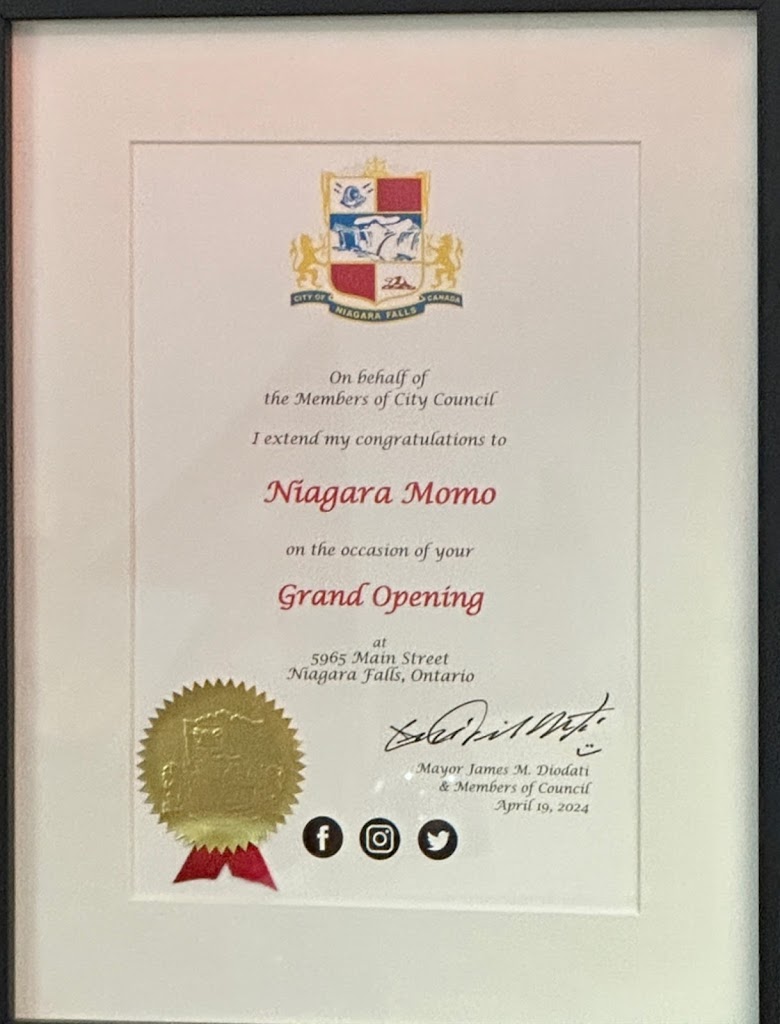 CITY OF NIAGARA FALLS CANADA
On behalf of
the Members of City Council
I extend my congratulations to
Niagara Momo
on the occasion of your
Grand Opening
at
5965 Main Street
Niagara Falls, Ontario
Mayor James M. Diodati
& Members of Council
April 19, 2024